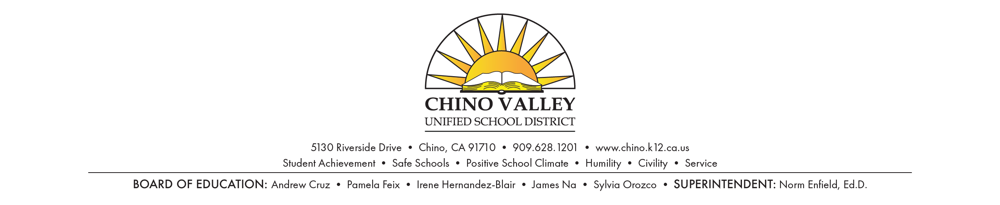 CHINO VALLEY
UNIFIED SCHOOL DISTRICT
5130 Riverside Drive • Chino, CA 91710 • 909.628.1201 • www.chino.k12.ca.us
Student Achievement • Safe Schools • Positive School Climate • Humility • Civility • Service
BOARD OF EDUCATION: Andrew Cruz • Pamela Feix • Irene Hernandez-Blair • James Na • Sylvia Orozco • SUPERINTENDENT: Norm Enfield, Ed.D.